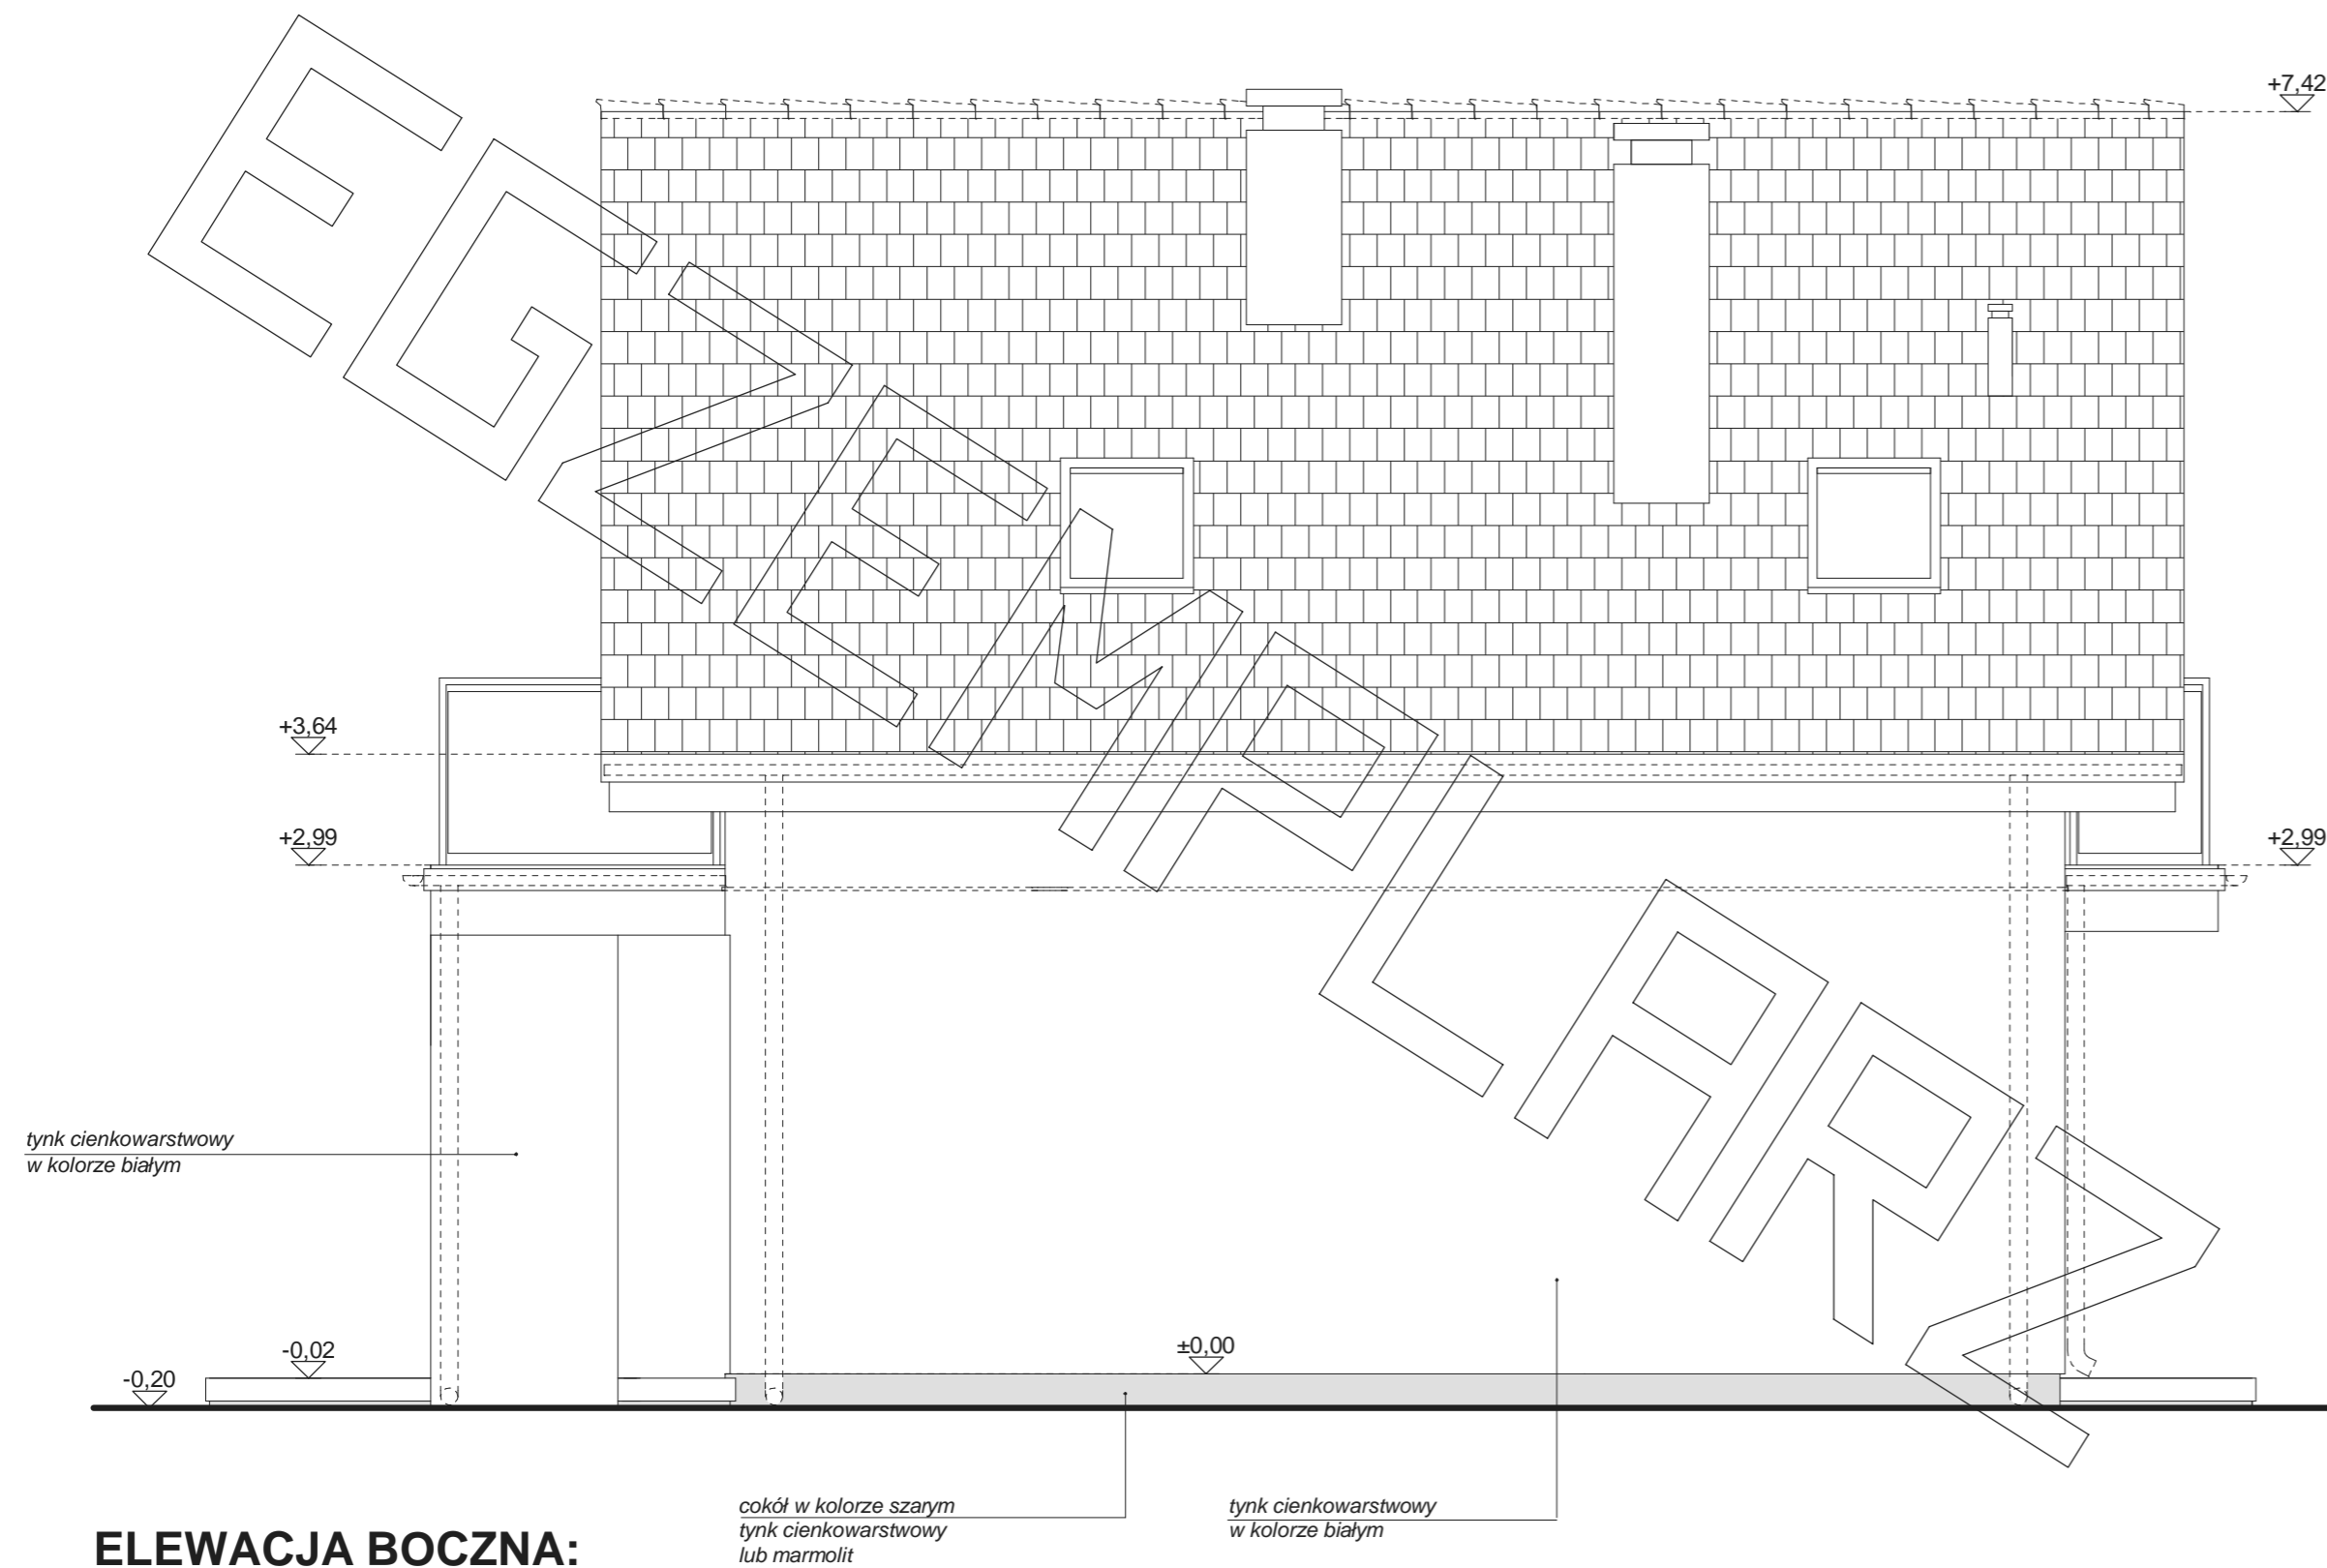 +7,42
EGZEMPLARZ
+3,64
+2,99
+2,99
tynk cienkowarstwowy
w kolorze białym
-0,02
±0,00
-0,20
cokół w kolorze szarym
tynk cienkowarstwowy
lub marmolit
tynk cienkowarstwowy
w kolorze białym
ELEWACJA BOCZNA: